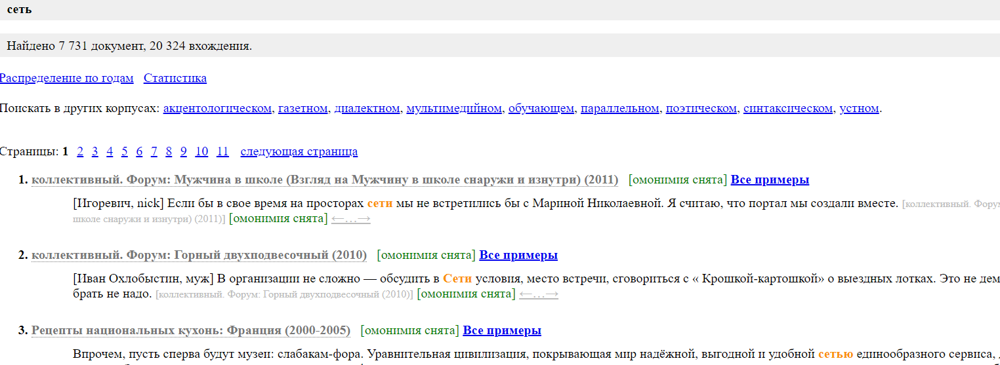 сеть
Найдено 7 731 документ, 20 324 вхождения.
Распределение по годам Статистика
Поискать в других корпусах: акцентологическом, газетном, диалектном, мультимедийном, обучающем, параллельном, поэтическом, синтаксическом, устном.
Страницы: 1 2 3 4 5 6 7 8 9 10 11 следующая страница
1. коллективный. Форум: Мужчина в школе (Взгляд на Мужчину в школе снаружи и изнутри) (2011) [омонимия снята] Все примеры
[Игоревич, nick] Если бы в свое время на просторах сети мы не встретились бы с Мариной Николаевной. Я считаю, что портал мы создали вместе. [коллективный.
школе снаружи и изнутри) (2011)] [омонимия снята] ←…→
2. коллективный. Форум: Горный двухподвесочный (2010) [омонимия снята] Все примеры
[Иван Охлобыстин, муж] В организации не сложно — обсудить в Сети условия, место встречи, сговориться с « Крошкой-картошкой» о выездных лотках. Это не
брать не надо. [коллективный. Форум: Горный двухподвесочный (2010)] [омонимия снята] ←…→
3. Рецепты национальных кухонь: Франция (2000-2005) [омонимия снята] Все примеры
Впрочем, пусть сперва будут музеи: слабакам-фора. Уравнительная цивилизация, покрывающая мир надёжной, выгодной и удобной сетью единообразного сервиса,